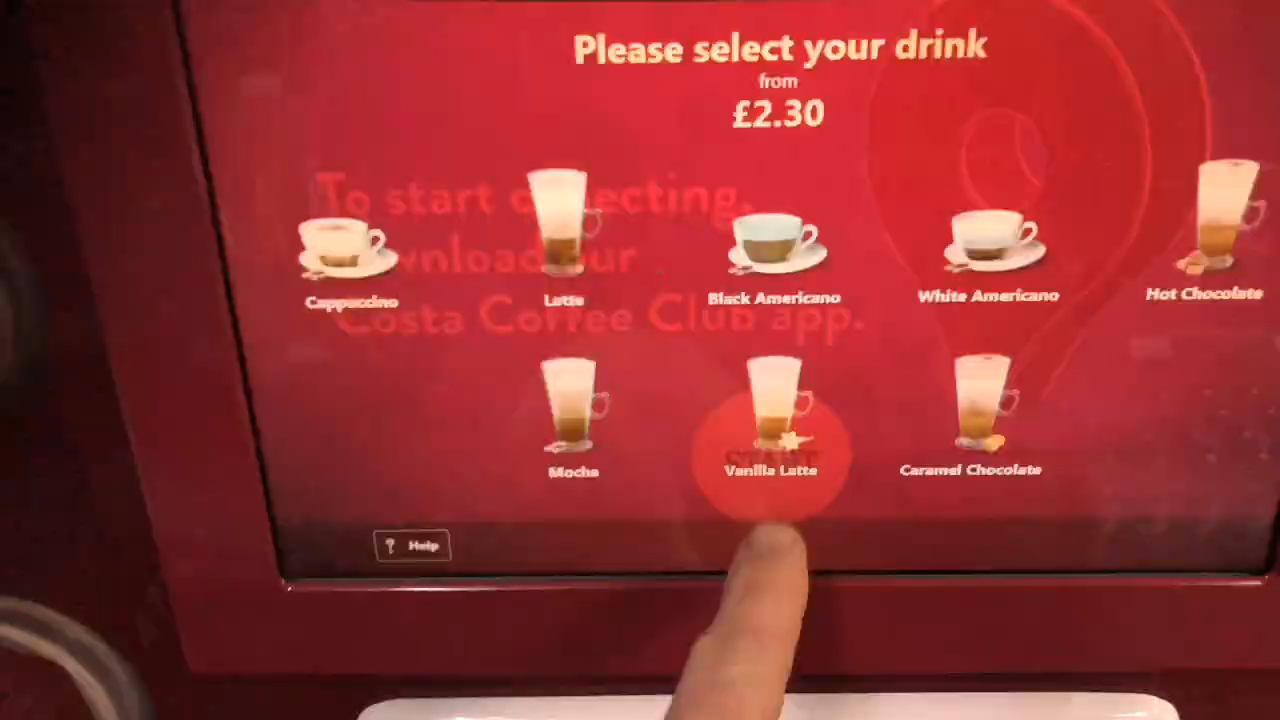 Please select your drink
from
£2.30
To start collecting,
download our
Costa Coffee Club app.
Cappuccino
Latte
Black Americano
White Americano
Hot Chocolate
START
Mocha
Vanilla Latte
Caramel Chocolate
Help